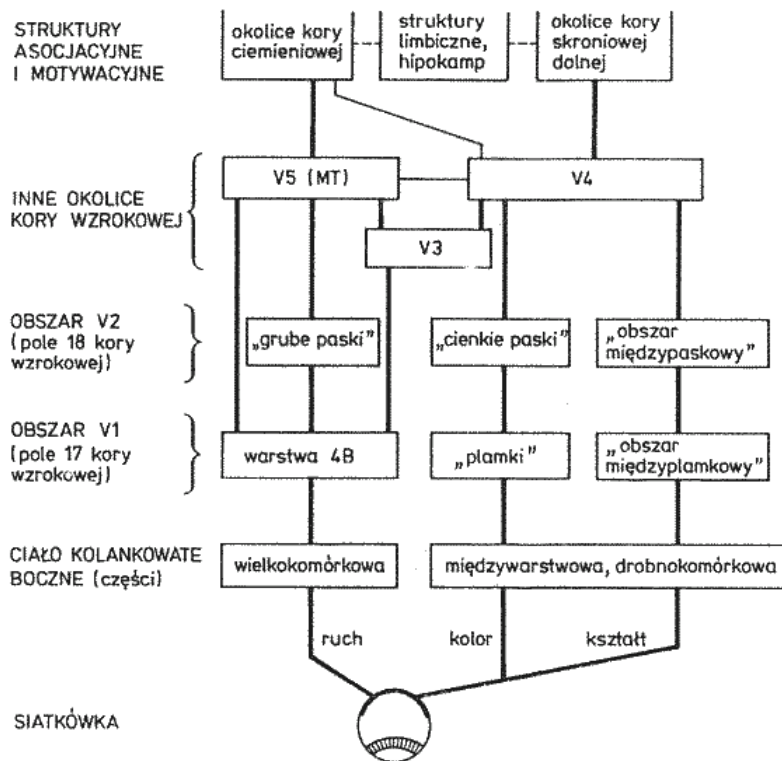 STRUKTURY
ASOCJACYJNE
I MOTYWACYJNE
okolice kory
ciemieniowej
struktury
limbiczne,
hipokamp
okolice kory
skroniowej
dolnej
INNE OKOLICE
KORY WZROKOWEJ
V5 (MT)
V4
V3
OBSZAR V2
(pole 18 kory
wzrokowej)
„grube paski”
„cienkie paski”
„obszar
międzypaskowy”
OBSZAR V1
(pole 17 kory
wzrokowej)
warstwa 4B
„plamki”
„obszar
międzyplamkowy”
CIAŁO KOLANKOWATE
BOCZNE (części)
wielkokomórkowa
międzywarstwowa, drobnokomórkowa
ruch
kolor
kształt
SIATKÓWKA